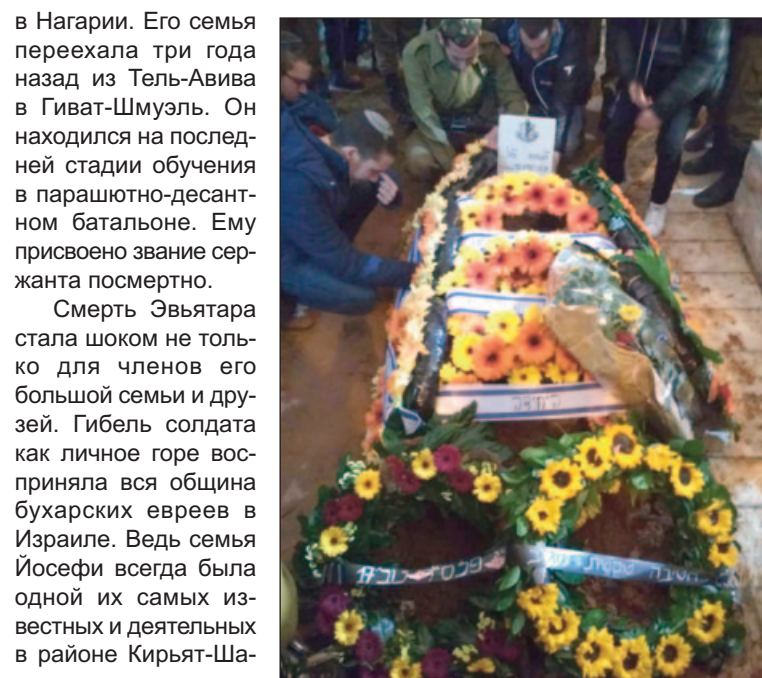 в Нагарии. Его семья
переехала три года
назад из Тель-Авива
в Гиват-Шмуэль. Он
находился на послед-
ней стадии обучения
в парашютно-десант-
ном батальоне. Ему
присвоено звание сер-
жанта посмертно.
Смерть Эвьятара
стала шоком не толь-
ко для членов его
большой семьи и дру-
зей. Гибель солдата
как личное горе вос-
приняла вся община
бухарских евреев в
Израиле. Ведь семья
Йосефи всегда была
одной их самых из-
вестных и деятельных
в районе Кирьят-Ша-